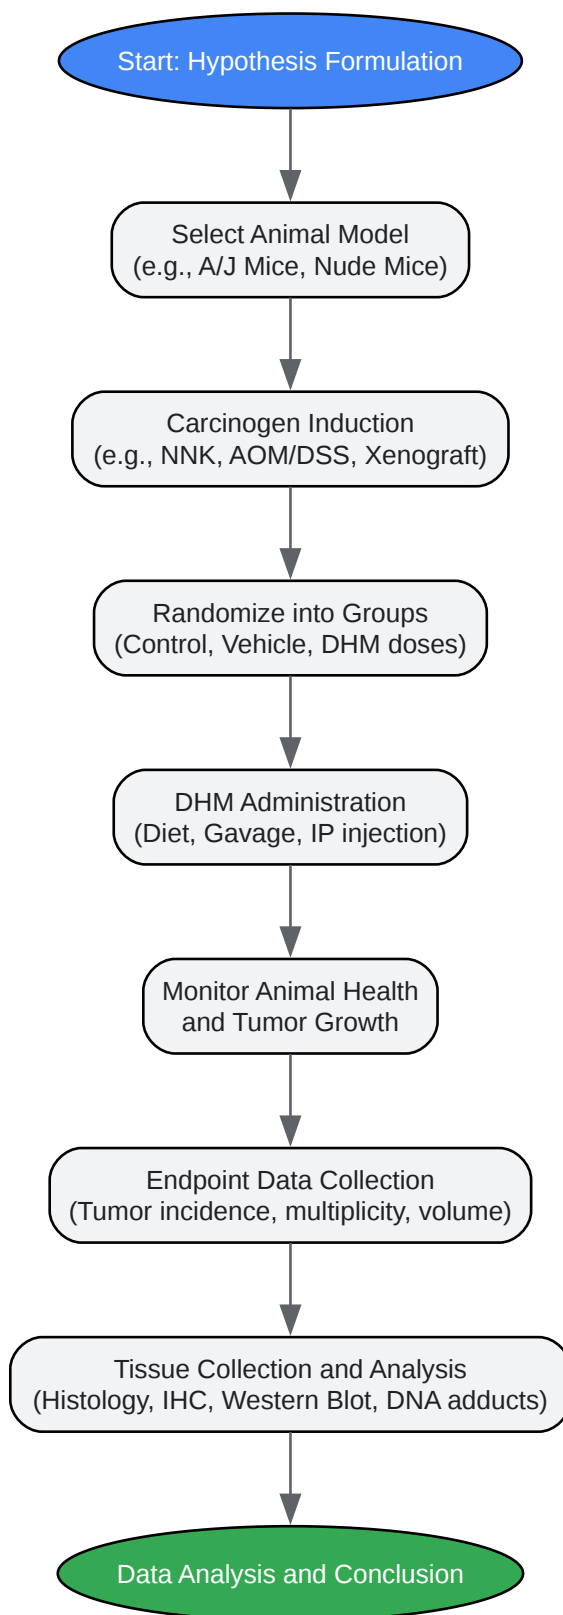 Start: Hypothesis Formulation
Select Animal Model
(e.g., A/J Mice, Nude Mice)
Carcinogen Induction
(e.g., NNK, AOM/DSS, Xenograft)
Randomize into Groups
(Control, Vehicle, DHM doses)
DHM Administration
(Diet, Gavage, IP injection)
Monitor Animal Health
and Tumor Growth
Endpoint Data Collection
(Tumor incidence, multiplicity, volume)
Tissue Collection and Analysis
(Histology, IHC, Western Blot, DNA adducts)
Data Analysis and Conclusion